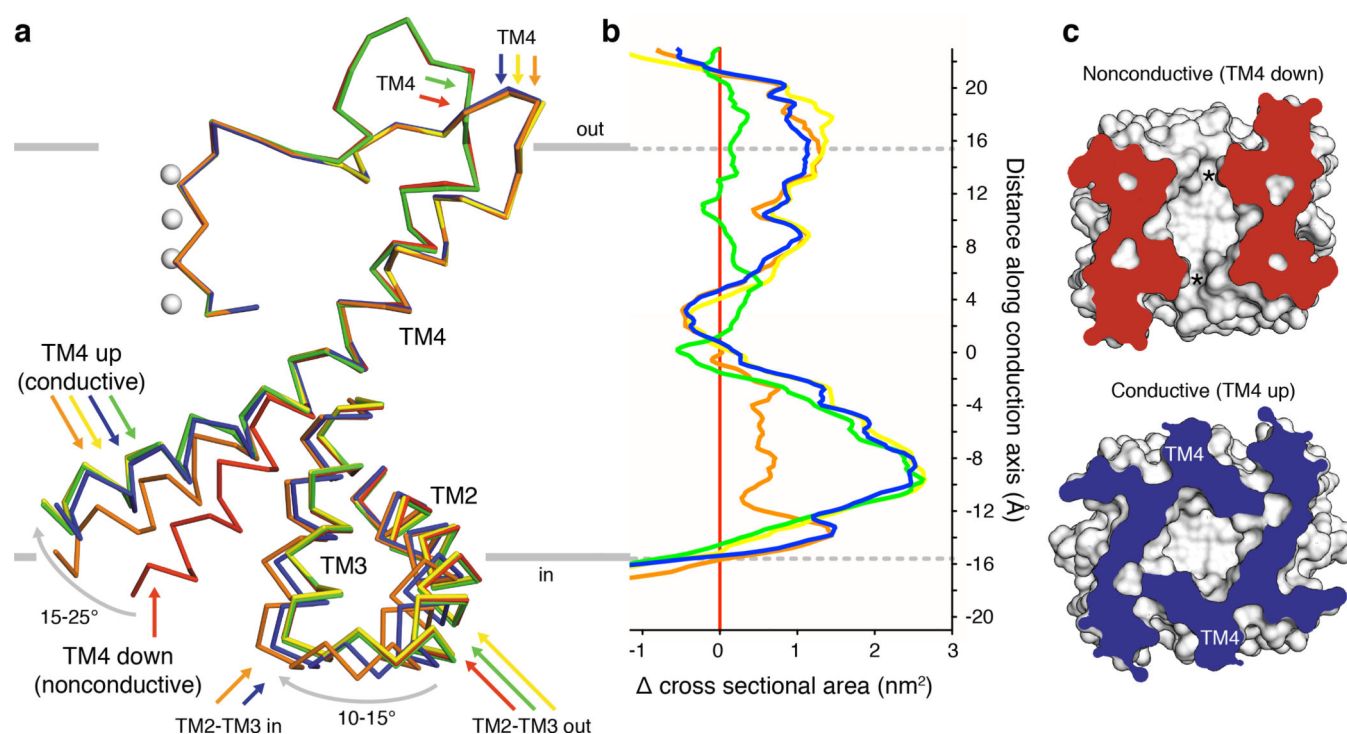 a
TM4
TM4
out
TM4
TM4 up
(conductive)
TM2
TM3
in
15-25°
TM4 down
(nonconductive)
TM2-TM3 in
10-15°
TM2-TM3 out
b
20
16
12
8
4
0
-4
-8
-12
-16
-20
Distance along conduction axis (Å)
-1 0 1 2 3
Δ cross sectional area (nm²)
c
Nonconductive (TM4 down)
*
*
Conductive (TM4 up)
TM4
TM4